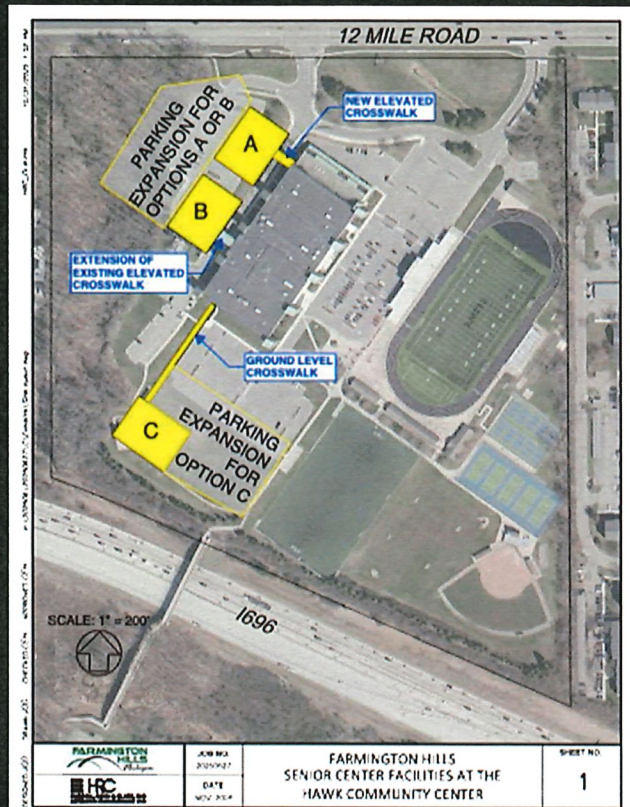 12 MILE ROAD
PARKING
EXPANSION FOR
OPTIONS A OR B
NEW ELEVATED
CROSSWALK
A
B
EXTENSION OF
EXISTING ELEVATED
CROSSWALK
GROUND LEVEL
CROSSWALK
C
PARKING
EXPANSION
FOR
OPTION C
I696
SCALE: 1" = 200'
FARMINGTON
HILLS
Michigan
HRC
JOB NO.
DATE
FARMINGTON HILLS
SENIOR CENTER FACILITIES AT THE
HAWK COMMUNITY CENTER
SHEET NO.
1